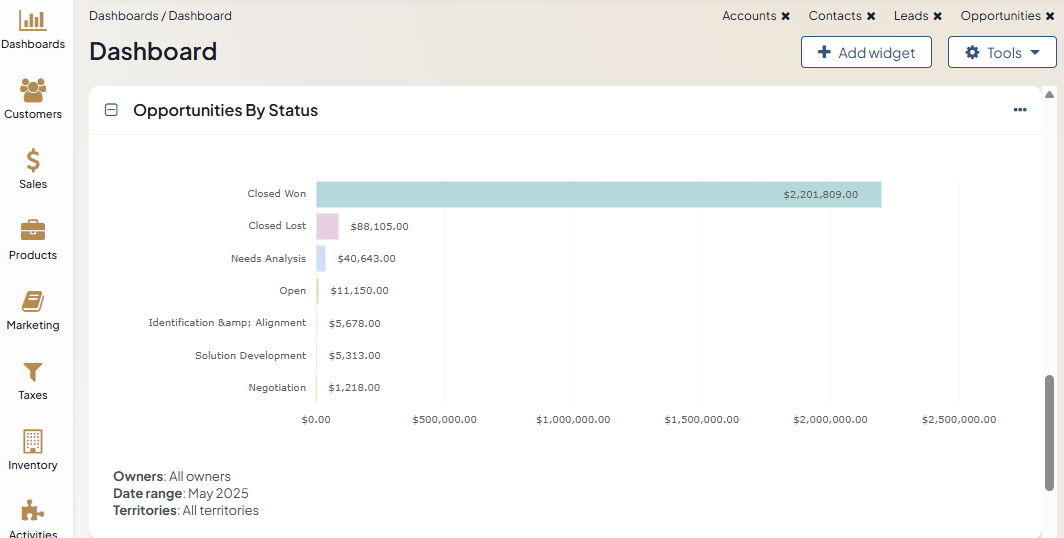 Dashboards / Dashboard
Accounts ✖ Contacts ✖ Leads ✖ Opportunities ✖
Dashboard
Add widget
Tools
Dashboards
Customers
Sales
Products
Marketing
Taxes
Inventory
Activities
Opportunities By Status
Closed Won $2,201,809.00
Closed Lost $88,105.00
Needs Analysis $40,643.00
Open $11,150.00
Identification &amp; Alignment $5,678.00
Solution Development $5,313.00
Negotiation $1,218.00
$0.00 $500,000.00 $1,000,000.00 $1,500,000.00 $2,000,000.00 $2,500,000.00
Owners: All owners
Date range: May 2025
Territories: All territories